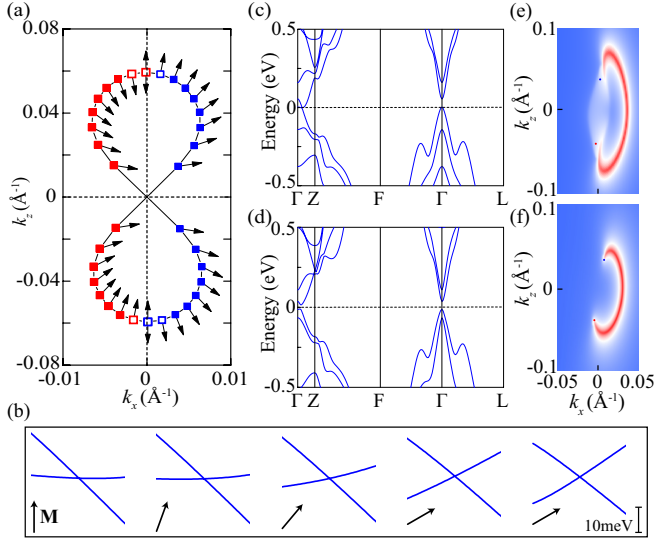 (a)
0.08
0.04
0
-0.04
-0.08
k_z (Å⁻¹)
-0.01
0
0.01
k_x (Å⁻¹)
(c)
0.5
0
-0.5
Energy (eV)
Γ Z F Γ L
(d)
0.5
0
-0.5
Energy (eV)
Γ Z F Γ L
(e)
0.1
k_z (Å⁻¹)
-0.1
(f)
0.1
k_z (Å⁻¹)
-0.1
-0.05 0 0.05
k_x (Å⁻¹)
(b)
M
10meV